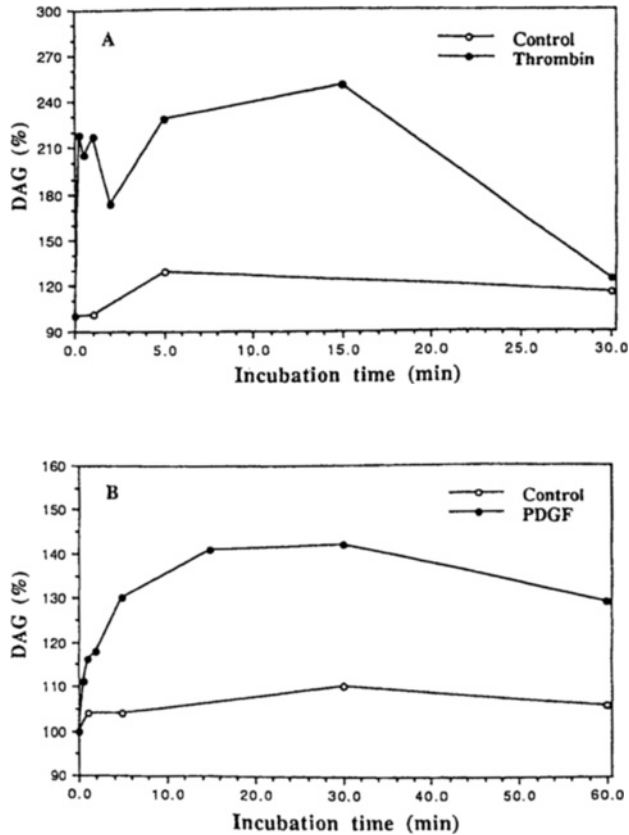 300
A
Control
Thrombin
270
240
210
180
150
120
90
DAG (%)
0.0 5.0 10.0 15.0 20.0 25.0 30.0
Incubation time (min)
160
B
Control
PDGF
150
140
130
120
110
100
90
DAG (%)
0.0 10.0 20.0 30.0 40.0 50.0 60.0
Incubation time (min)